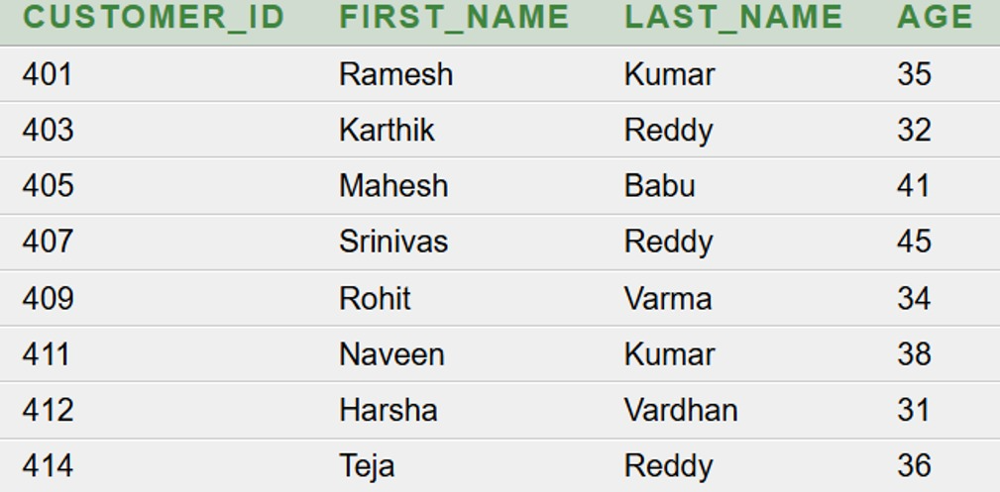 CUSTOMER_ID FIRST_NAME LAST_NAME AGE
401 Ramesh Kumar 35
403 Karthik Reddy 32
405 Mahesh Babu 41
407 Srinivas Reddy 45
409 Rohit Varma 34
411 Naveen Kumar 38
412 Harsha Vardhan 31
414 Teja Reddy 36